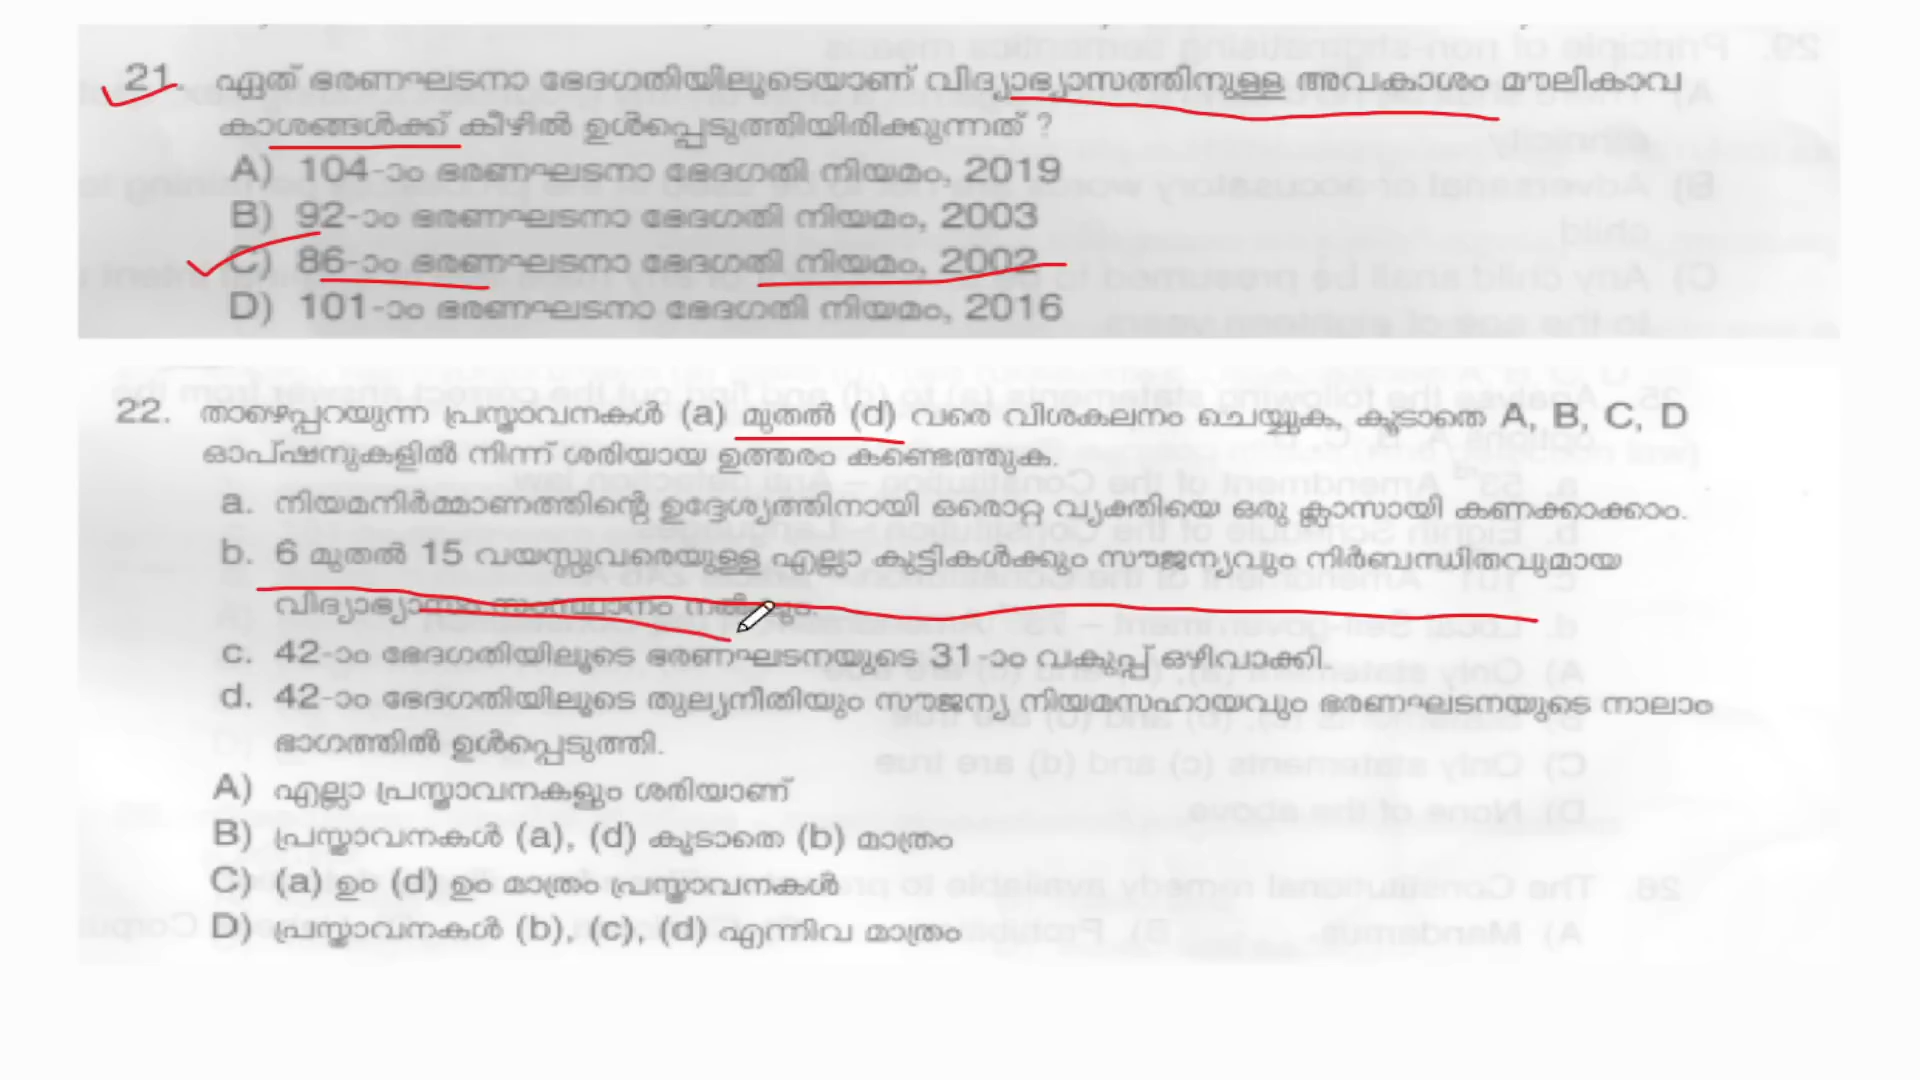 21. ഏത് ഭരണഘടനാ ഭേദഗതിയിലൂടെയാണ് വിദ്യാഭ്യാസത്തിനുള്ള അവകാശം മൗലികാവ
കാശങ്ങൾക്ക് കീഴിൽ ഉൾപ്പെടുത്തിയിരിക്കുന്നത് ?
A) 104-ാം ഭരണഘടനാ ഭേദഗതി നിയമം, 2019
B) 92-ാം ഭരണഘടനാ ഭേദഗതി നിയമം, 2003
C) 86-ാം ഭരണഘടനാ ഭേദഗതി നിയമം, 2002
D) 101-ാം ഭരണഘടനാ ഭേദഗതി നിയമം, 2016
22. താഴെപ്പറയുന്ന പ്രസ്താവനകൾ (a) മുതൽ (d) വരെ വിശകലനം ചെയ്യുക, കൂടാതെ A, B, C, D
ഓപ്ഷനുകളിൽ നിന്ന് ശരിയായ ഉത്തരം കണ്ടെത്തുക.
a. നിയമനിർമ്മാണത്തിന്റെ ഉദ്ദേശ്യത്തിനായി ഒരൊറ്റ വ്യക്തിയെ ഒരു ക്ലാസായി കണക്കാക്കാം.
b. 6 മുതൽ 15 വയസ്സുവരെയുള്ള എല്ലാ കുട്ടികൾക്കും സൗജന്യവും നിർബന്ധിതവുമായ
വിദ്യാഭ്യാസം സംസ്ഥാനം നൽകും.
c. 42-ാം ഭേദഗതിയിലൂടെ ഭരണഘടനയുടെ 31-ാം വകുപ്പ് ഒഴിവാക്കി.
d. 42-ാം ഭേദഗതിയിലൂടെ തുല്യനീതിയും സൗജന്യ നിയമസഹായവും ഭരണഘടനയുടെ നാലാം
ഭാഗത്തിൽ ഉൾപ്പെടുത്തി.
A) എല്ലാ പ്രസ്താവനകളും ശരിയാണ്
B) പ്രസ്താവനകൾ (a), (d) കൂടാതെ (b) മാത്രം
C) (a) ഉം (d) ഉം മാത്രം പ്രസ്താവനകൾ
D) പ്രസ്താവനകൾ (b), (c), (d) എന്നിവ മാത്രം